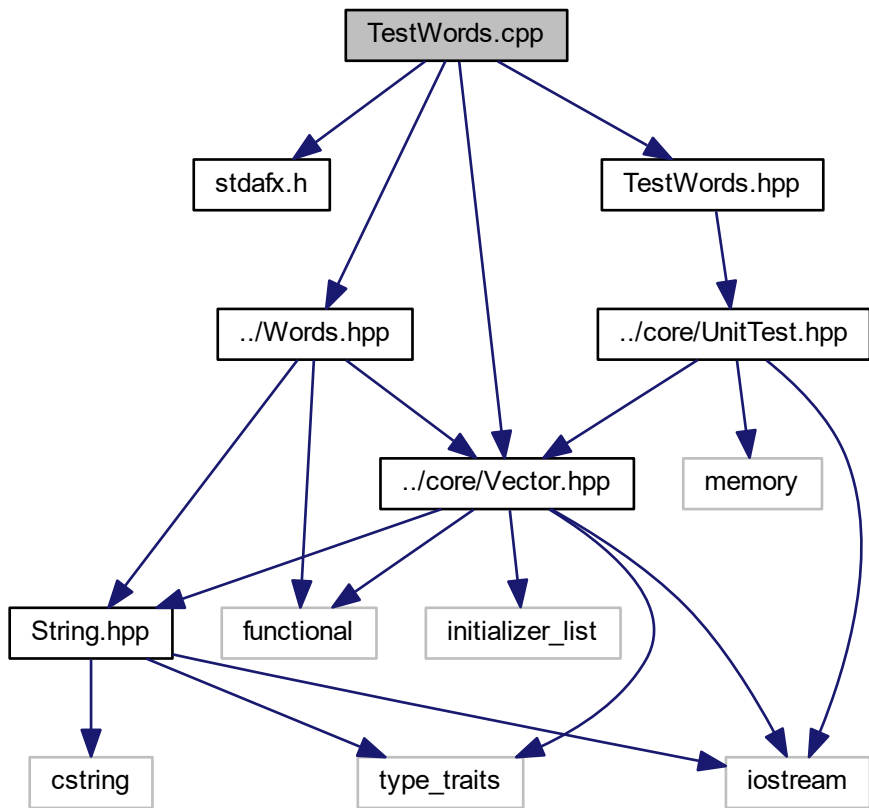 TestWords.cpp
stdafx.h
TestWords.hpp
../Words.hpp
../core/UnitTest.hpp
../core/Vector.hpp
memory
String.hpp
functional
initializer_list
cstring
type_traits
iostream